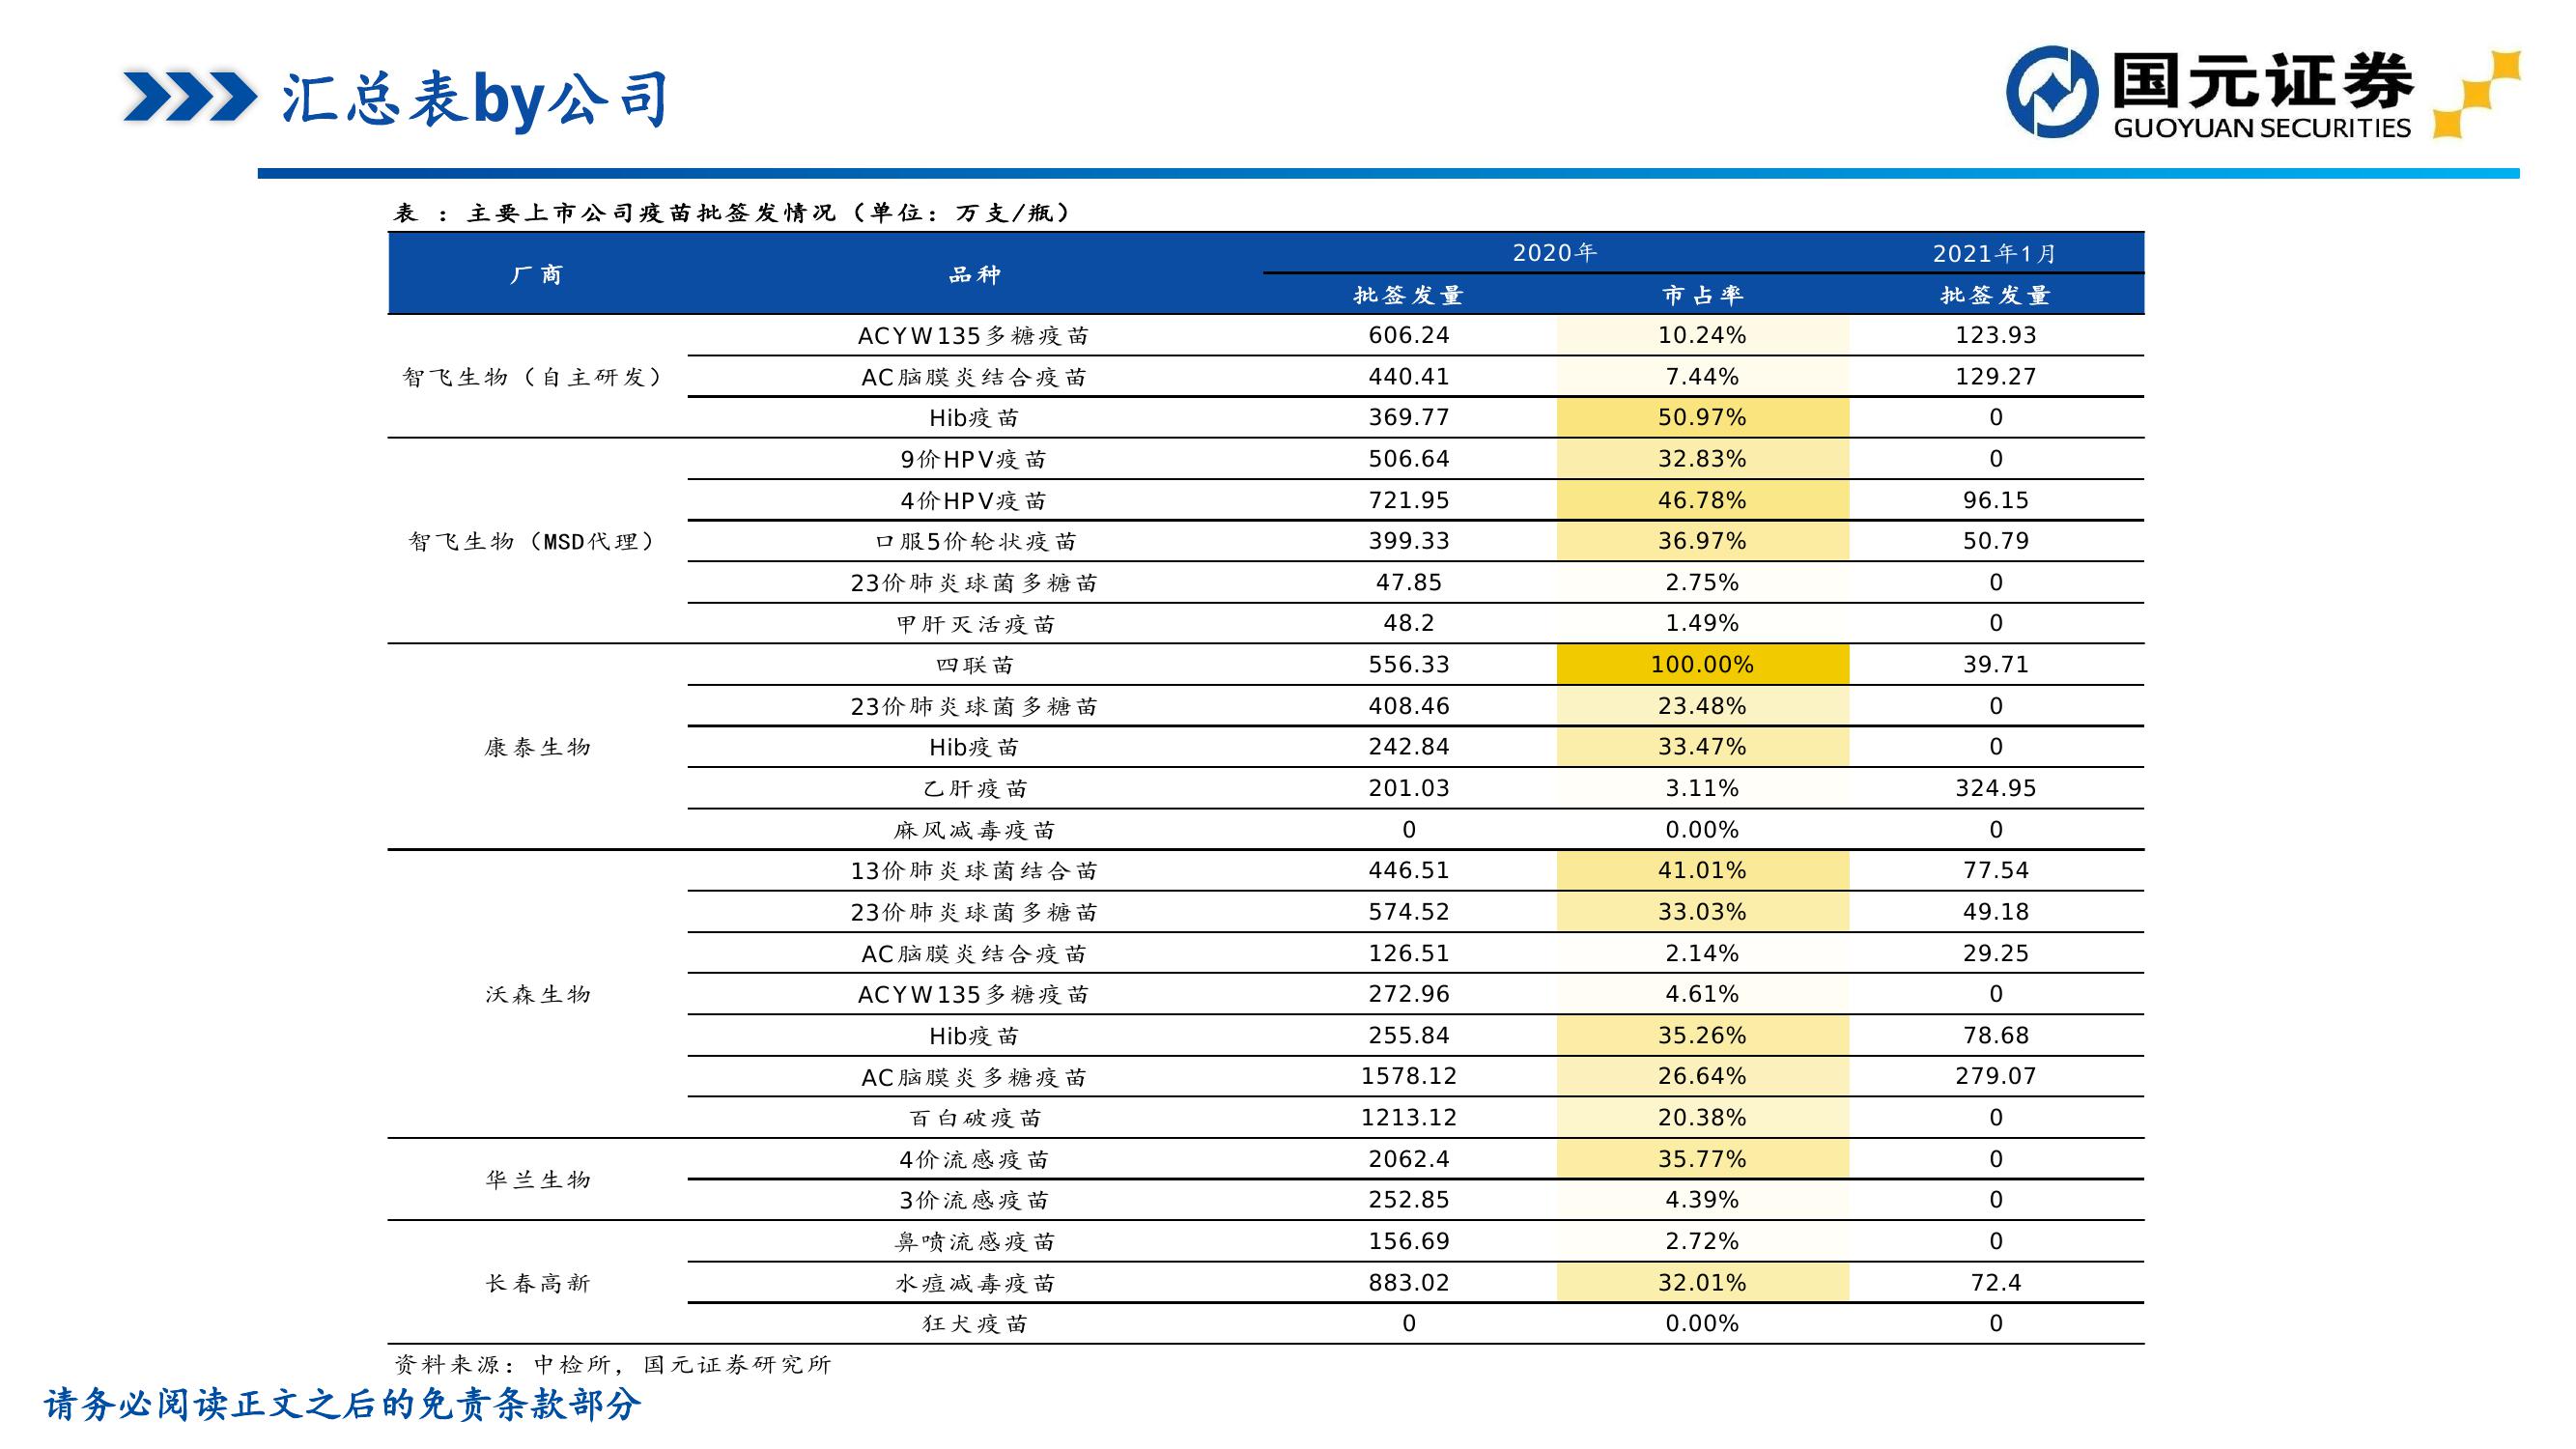 汇总表by公司
国元证券
GUOYUAN SECURITIES
表 ：主要上市公司疫苗批签发情况（单位：万支/瓶）
厂商 品种 2020年 2021年1月
批签发量 市占率 批签发量
智飞生物（自主研发） ACYW135多糖疫苗 606.24 10.24% 123.93
AC脑膜炎结合疫苗 440.41 7.44% 129.27
Hib疫苗 369.77 50.97% 0
智飞生物（MSD代理） 9价HPV疫苗 506.64 32.83% 0
4价HPV疫苗 721.95 46.78% 96.15
口服5价轮状疫苗 399.33 36.97% 50.79
23价肺炎球菌多糖苗 47.85 2.75% 0
甲肝灭活疫苗 48.2 1.49% 0
康泰生物 四联苗 556.33 100.00% 39.71
23价肺炎球菌多糖苗 408.46 23.48% 0
Hib疫苗 242.84 33.47% 0
乙肝疫苗 201.03 3.11% 324.95
麻风减毒疫苗 0 0.00% 0
沃森生物 13价肺炎球菌结合苗 446.51 41.01% 77.54
23价肺炎球菌多糖苗 574.52 33.03% 49.18
AC脑膜炎结合疫苗 126.51 2.14% 29.25
ACYW135多糖疫苗 272.96 4.61% 0
Hib疫苗 255.84 35.26% 78.68
AC脑膜炎多糖疫苗 1578.12 26.64% 279.07
百白破疫苗 1213.12 20.38% 0
华兰生物 4价流感疫苗 2062.4 35.77% 0
3价流感疫苗 252.85 4.39% 0
长春高新 鼻喷流感疫苗 156.69 2.72% 0
水痘减毒疫苗 883.02 32.01% 72.4
狂犬疫苗 0 0.00% 0
资料来源：中检所，国元证券研究所
请务必阅读正文之后的免责条款部分